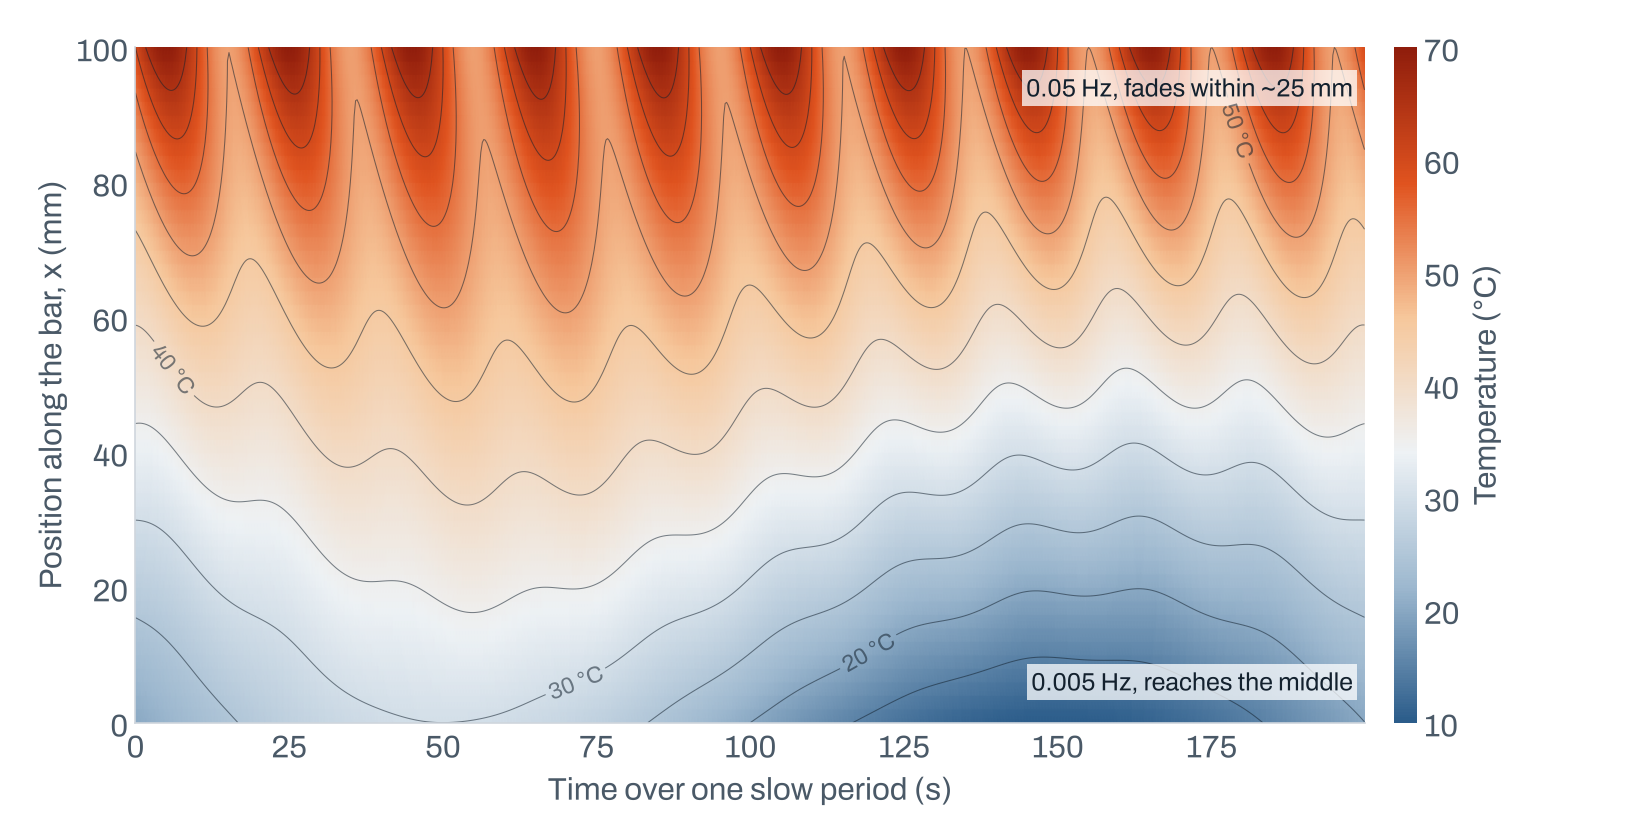 100
80
60
40
20
0
Position along the bar, x (mm)
0
25
50
75
100
125
150
175
Time over one slow period (s)
0.05 Hz, fades within ~25 mm
50 °C
40 °C
30 °C
20 °C
0.005 Hz, reaches the middle
70
60
50
40
30
20
10
Temperature (°C)